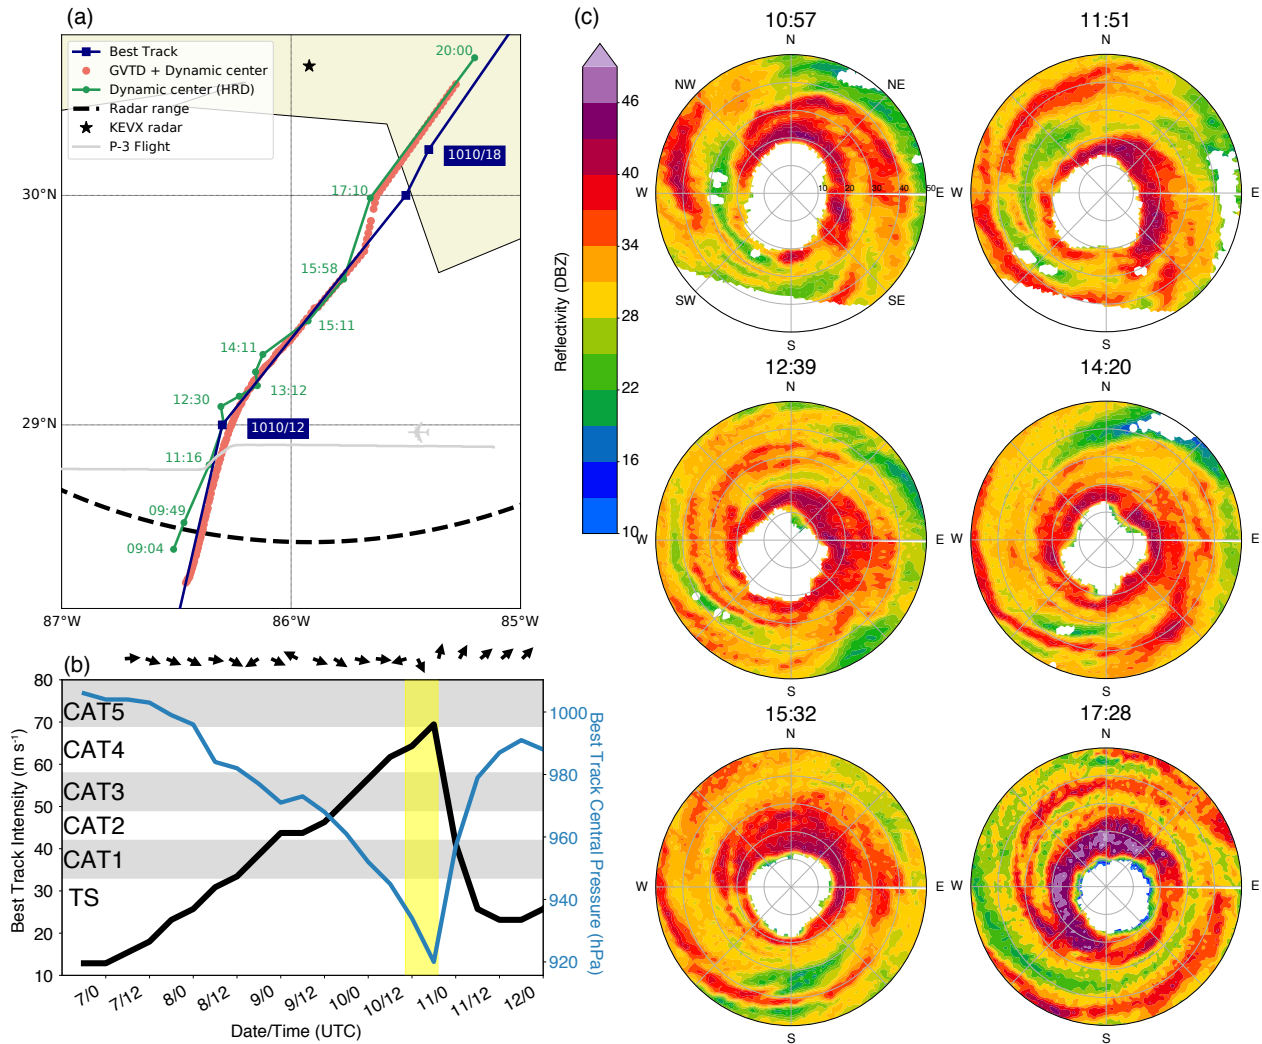 (a)
Best Track
GVTD + Dynamic center
Dynamic center (HRD)
Radar range
KEVX radar
P-3 Flight
20:00
1010/18
17:10
15:58
15:11
14:11
13:12
12:30
1010/12
11:16
09:49
09:04
30°N
29°N
87°W
86°W
85°W
(b)
80
70
60
50
40
30
20
10
Best Track Intensity (m s-1)
CAT5
CAT4
CAT3
CAT2
CAT1
TS
1000
980
960
940
920
Best Track Central Pressure (hPa)
7/0
7/12
8/0
8/12
9/0
9/12
10/0
10/12
11/0
11/12
12/0
Date/Time (UTC)
(c)
46
40
34
28
22
16
10
Reflectivity (DBZ)
10:57
N
NW
NE
W
10
20
30
40
50
E
SW
SE
S
11:51
N
W
E
S
12:39
N
W
E
S
14:20
N
W
E
S
15:32
N
W
E
S
17:28
N
W
E
S